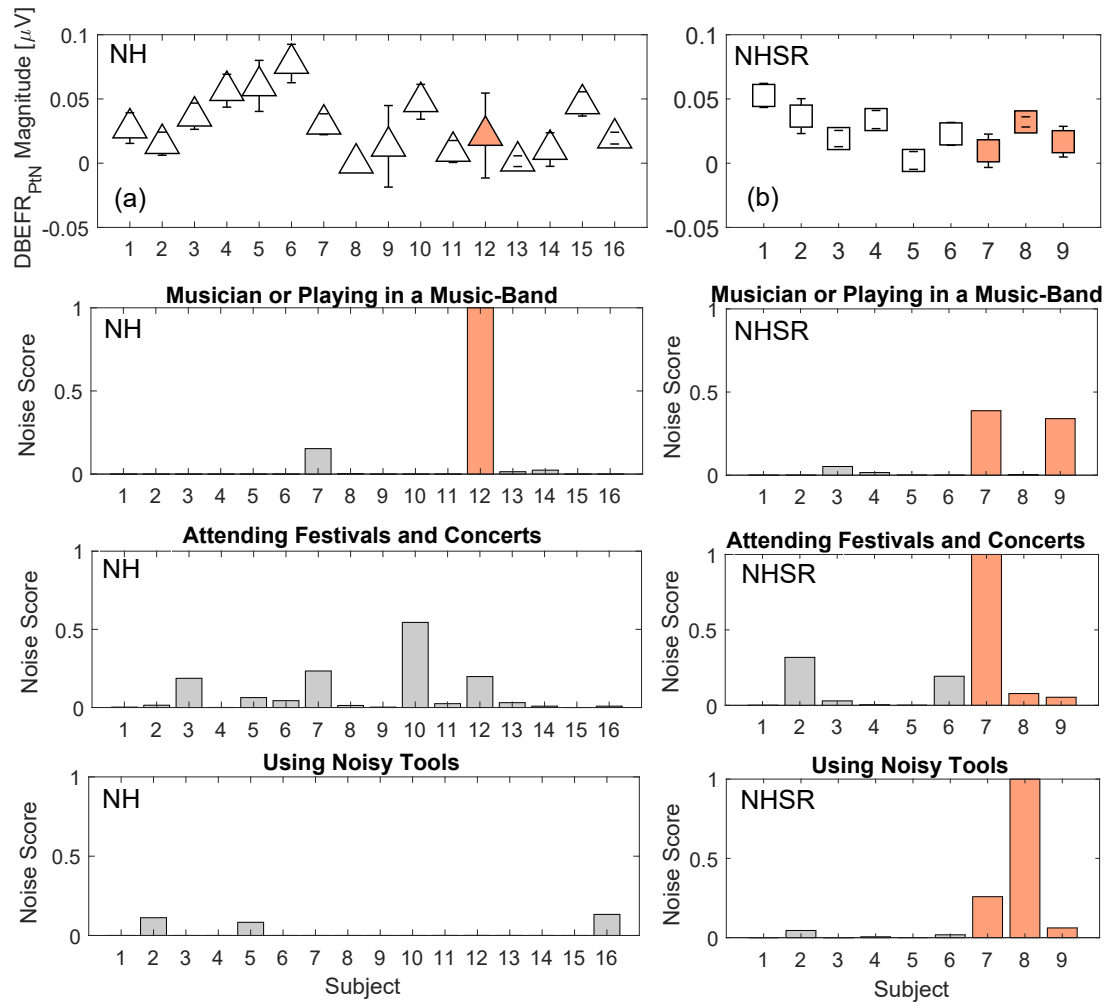 DBEFR_PtN Magnitude [μV]
0.1
0.05
0
-0.05
NH
(a)
1 2 3 4 5 6 7 8 9 10 11 12 13 14 15 16
0.1
0.05
0
-0.05
NHSR
(b)
1 2 3 4 5 6 7 8 9
Musician or Playing in a Music-Band
Noise Score
1
0.5
0
NH
1 2 3 4 5 6 7 8 9 10 11 12 13 14 15 16
Musician or Playing in a Music-Band
Noise Score
1
0.5
0
NHSR
1 2 3 4 5 6 7 8 9
Attending Festivals and Concerts
Noise Score
1
0.5
0
NH
1 2 3 4 5 6 7 8 9 10 11 12 13 14 15 16
Attending Festivals and Concerts
Noise Score
1
0.5
0
NHSR
1 2 3 4 5 6 7 8 9
Using Noisy Tools
Noise Score
1
0.5
0
NH
1 2 3 4 5 6 7 8 9 10 11 12 13 14 15 16
Subject
Using Noisy Tools
Noise Score
1
0.5
0
NHSR
1 2 3 4 5 6 7 8 9
Subject